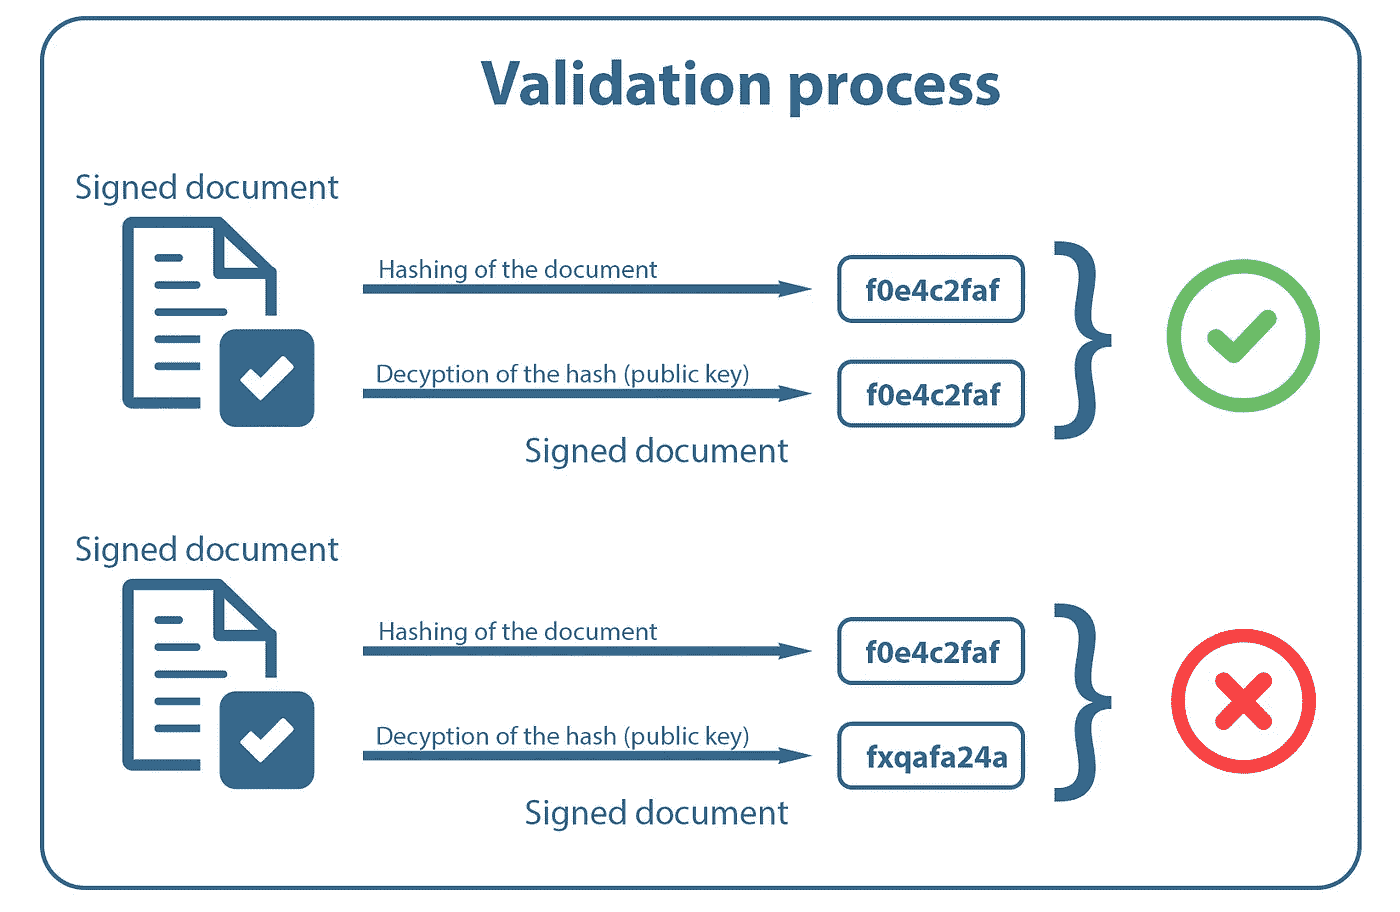 Validation process
Signed document
Hashing of the document
f0e4c2faf
Decyption of the hash (public key)
f0e4c2faf
Signed document
Signed document
Hashing of the document
f0e4c2faf
Decyption of the hash (public key)
fxqafa24a
Signed document